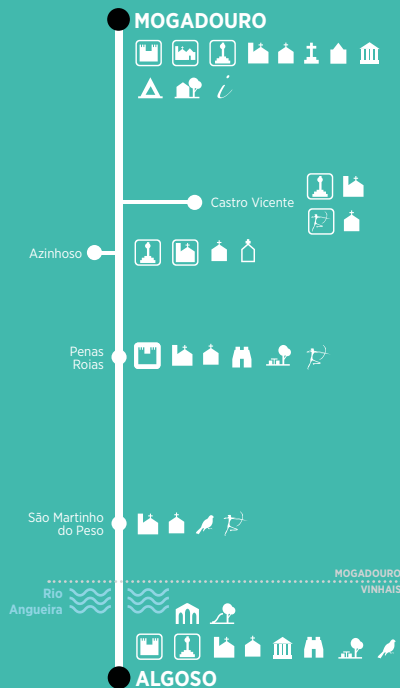 MOGADOURO
i
Castro Vicente
Azinhoso
Penas
Roias
São Martinho
do Peso
MOGADOURO
VINHAIS
Rio
Angueira
ALGOSO